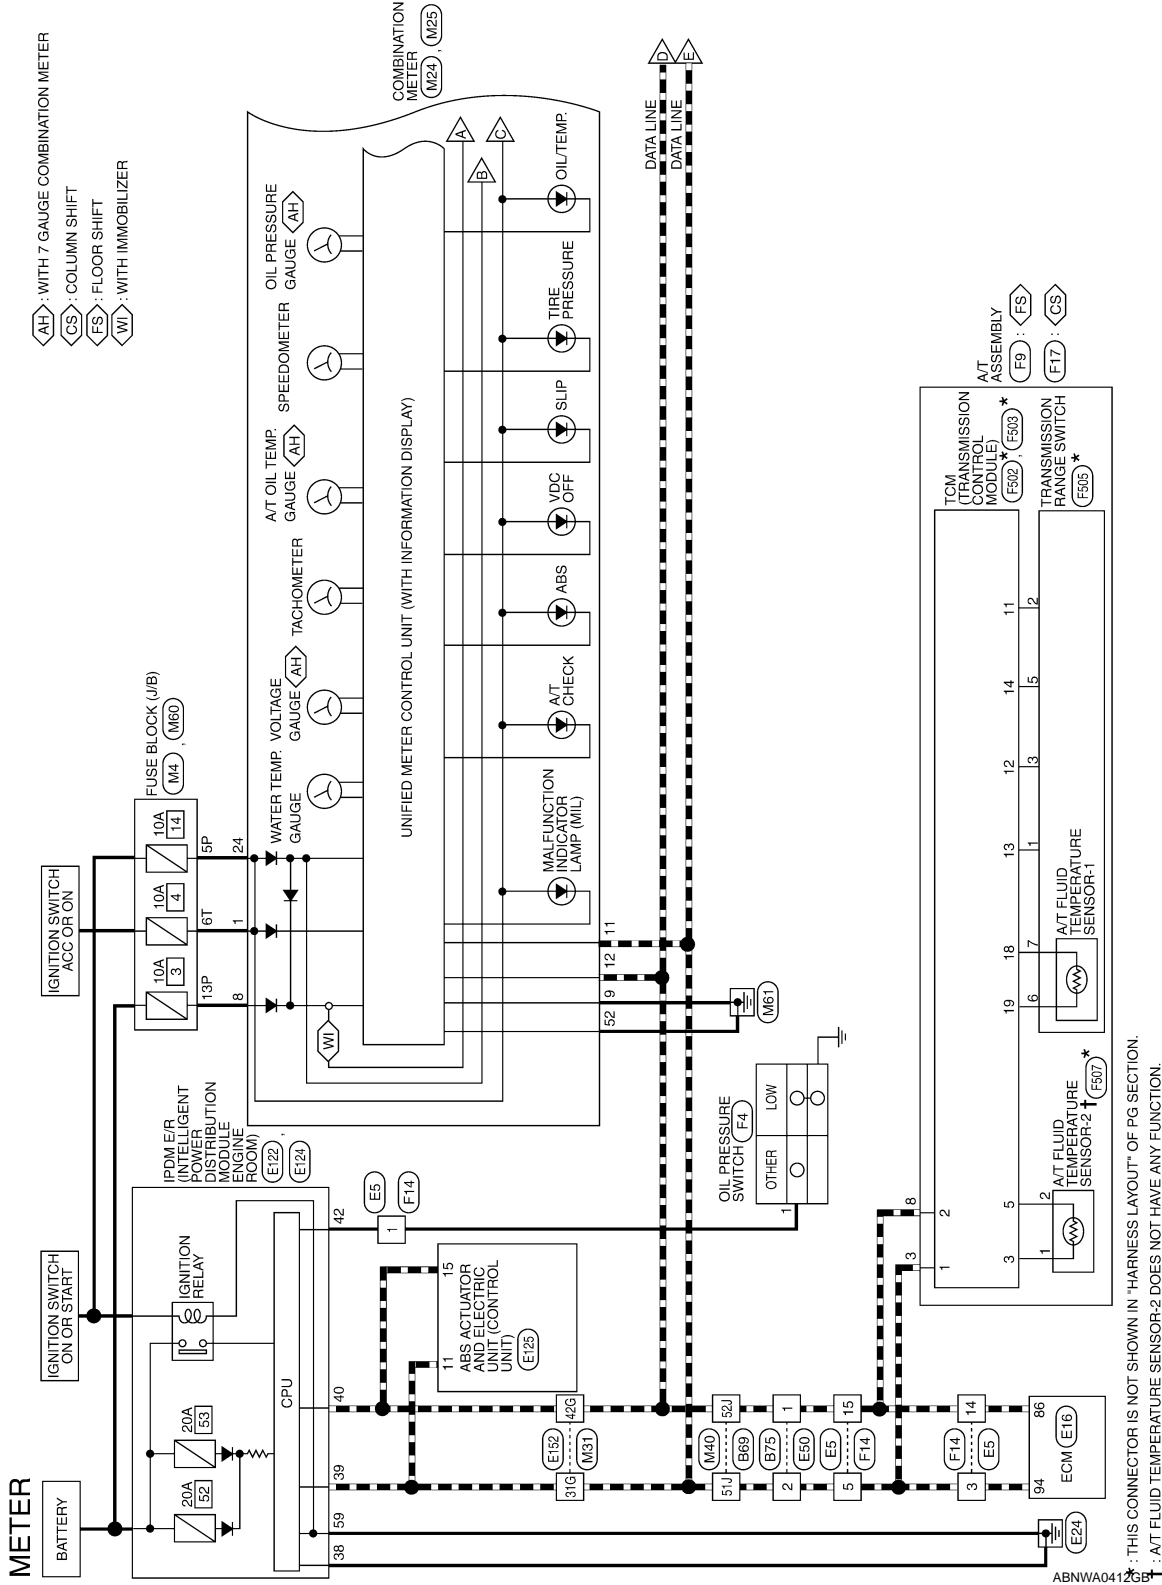 METER
BATTERY
IGNITION SWITCH
ON OR START
IGNITION SWITCH
ACC OR ON
AH : WITH 7 GAUGE COMBINATION METER
CS : COLUMN SHIFT
FS : FLOOR SHIFT
WI : WITH IMMOBILIZER
20A
52
20A
53
IGNITION
RELAY
CPU
IPDM E/R
(INTELLIGENT
POWER
DISTRIBUTION
MODULE
ENGINE
ROOM)
E122 ,
E124
38
59
39
40
42
10A
3
10A
4
10A
14
FUSE BLOCK (J/B)
M4 , M60
13P
6T
5P
8
1
24
WI
WATER TEMP.
GAUGE
VOLTAGE
GAUGE AH
TACHOMETER
A/T OIL TEMP.
GAUGE AH
SPEEDOMETER
OIL PRESSURE
GAUGE AH
UNIFIED METER CONTROL UNIT (WITH INFORMATION DISPLAY)
COMBINATION
METER
M24 , M25
A
B
C
MALFUNCTION
INDICATOR
LAMP (MIL)
A/T
CHECK
ABS
VDC
OFF
SLIP
TIRE
PRESSURE
OIL/TEMP.
52
9
12
11
M61
DATA LINE
D
DATA LINE
E
1
E5
F14
15
11
ABS ACTUATOR
AND ELECTRIC
UNIT (CONTROL
UNIT)
E125
OIL PRESSURE
SWITCH F4
OTHER
LOW
1
31G
42G
E152
M31
51J
52J
M40
B69
2
1
B75
E50
5
15
E5
F14
3
14
F14
E5
94
86
ECM E16
E24
A/T
ASSEMBLY
F9 : FS
F17 : CS
3
8
1
2
TCM
(TRANSMISSION
CONTROL
MODULE)
F502 * , F503 *
3
5
19
18
13
12
14
11
1
2
A/T FLUID
TEMPERATURE
SENSOR-2 † F507 *
6
7
1
3
5
2
A/T FLUID
TEMPERATURE
SENSOR-1
TRANSMISSION
RANGE SWITCH
F505 *
* : THIS CONNECTOR IS NOT SHOWN IN "HARNESS LAYOUT" OF PG SECTION.
† : A/T FLUID TEMPERATURE SENSOR-2 DOES NOT HAVE ANY FUNCTION.
ABNWA0412GB